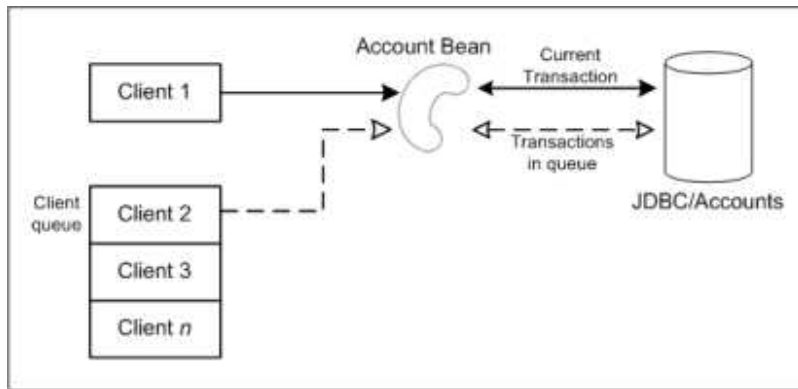 Account Bean
Current
Transaction
Client 1
Transactions
in queue
Client
queue
Client 2
JDBC/Accounts
Client 3
Client n